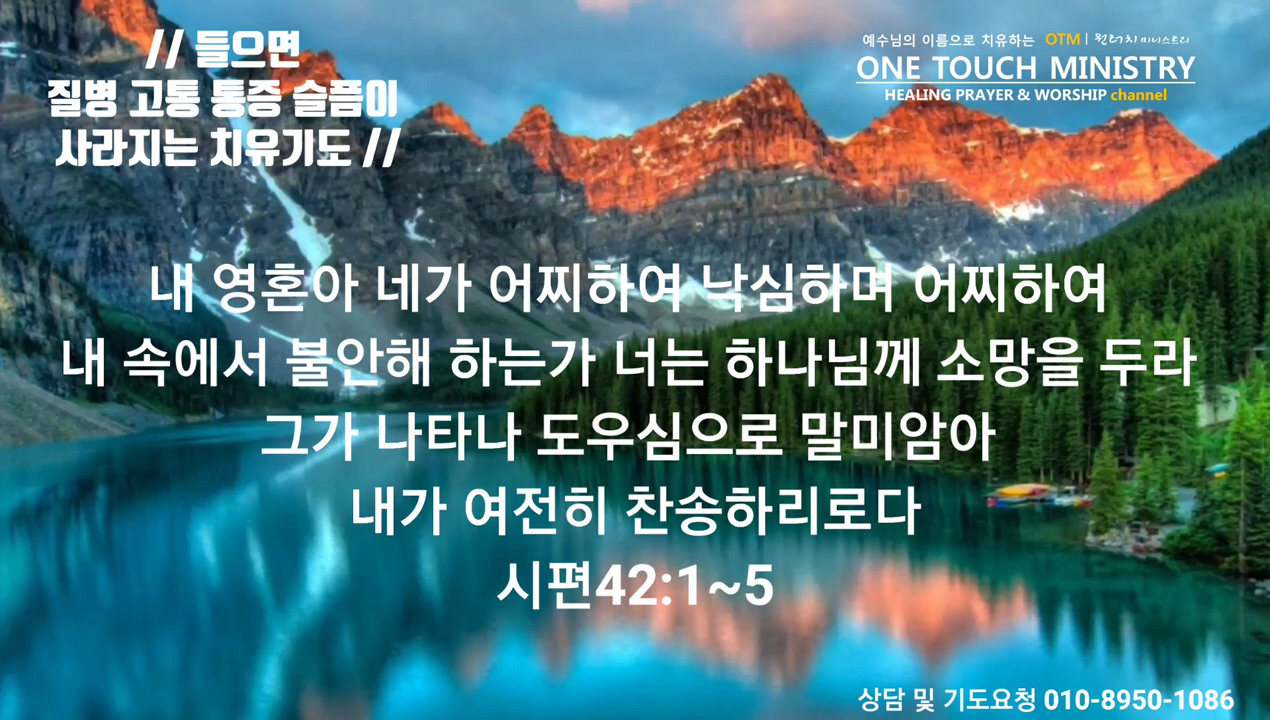 // 들으면
질병 고통 통증 슬픔이
사라지는 치유기도 //
예수님의 이름으로 치유하는 OTM | 원터치 미니스트리
ONE TOUCH MINISTRY
HEALING PRAYER & WORSHIP channel
내 영혼아 네가 어찌하여 낙심하며 어찌하여
내 속에서 불안해 하는가 너는 하나님께 소망을 두라
그가 나타나 도우심으로 말미암아
내가 여전히 찬송하리로다
시편42:1~5
상담 및 기도요청 010-8950-1086